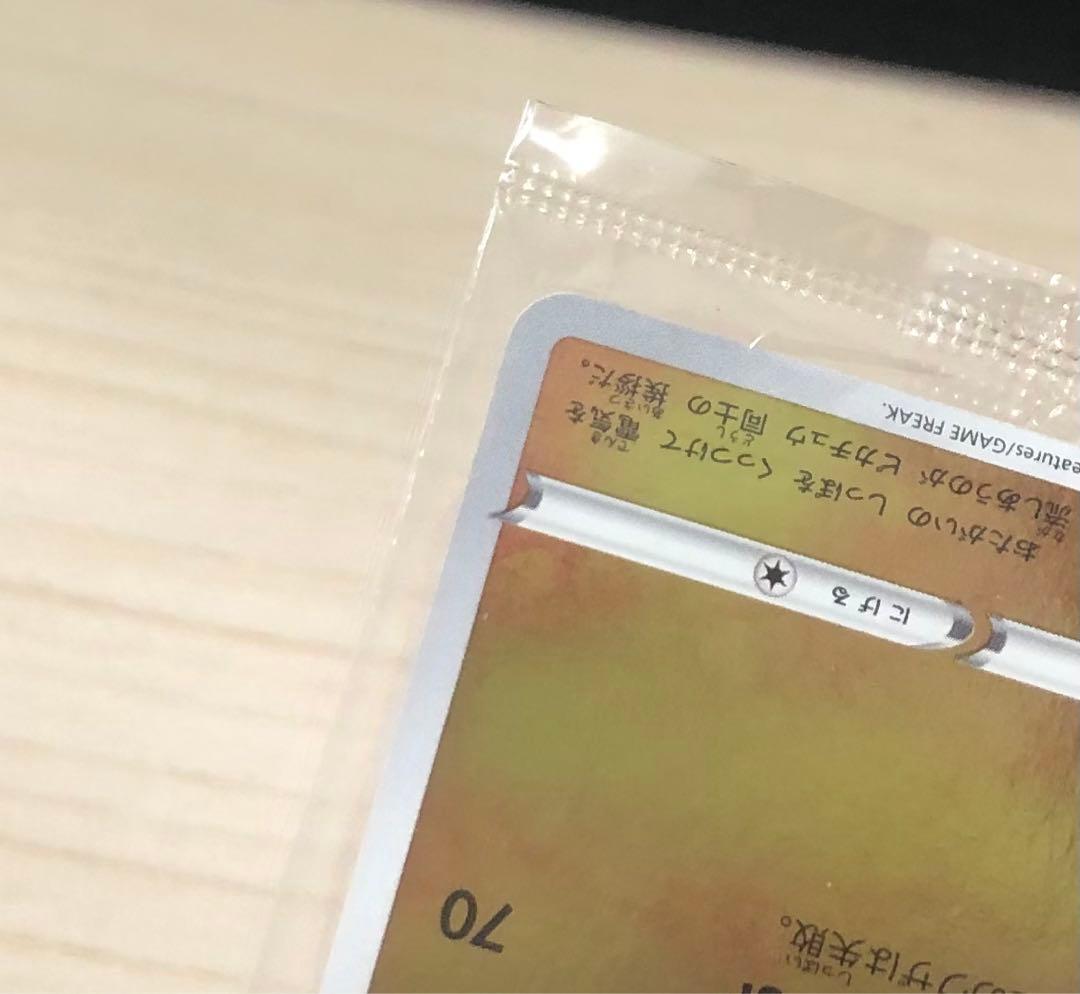 70
ワザは失敗。
にげる
おたがいの しっぽを くっつけて 電気を
流しあうのが ピカチュウ 同士の 挨拶だ。
eatures/GAME FREAK.